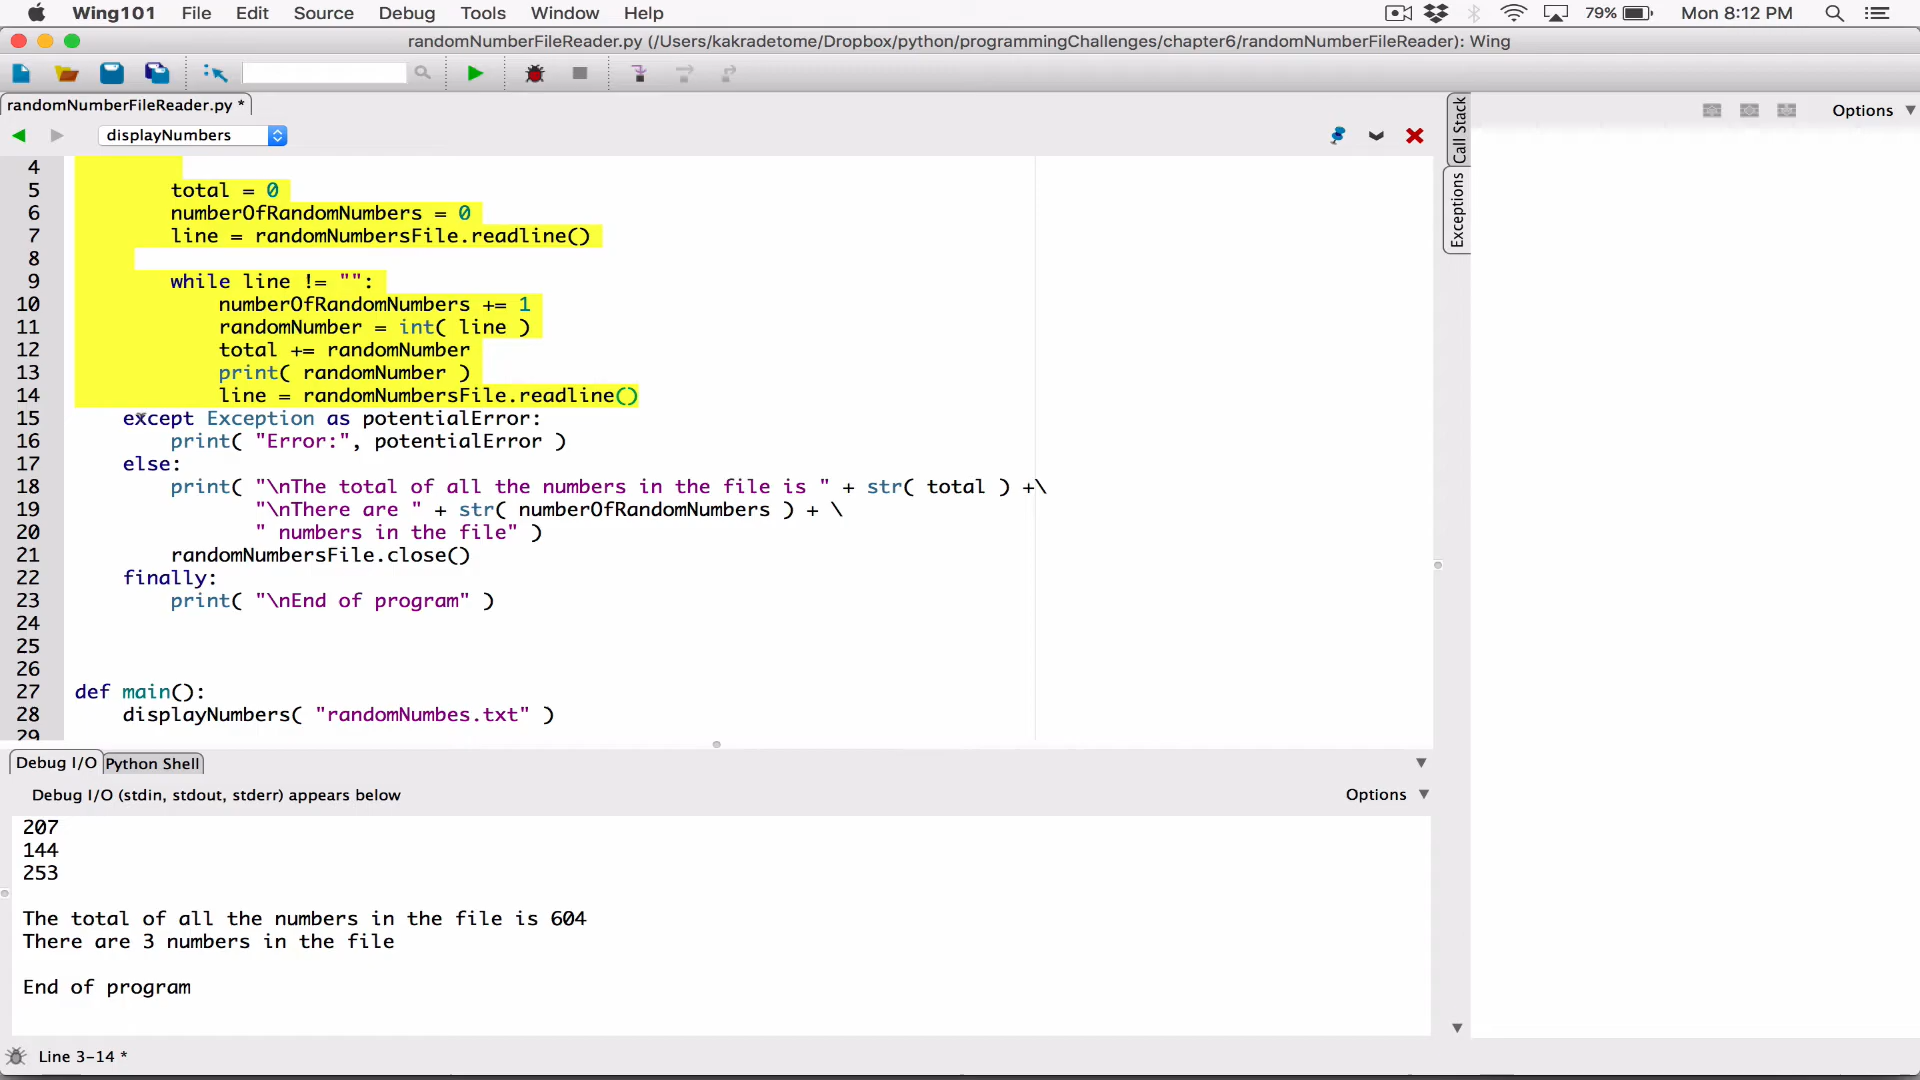 Wing101 File Edit Source Debug Tools Window Help 79% Mon 8:12 PM
randomNumberFileReader.py (/Users/kakradetome/Dropbox/python/programmingChallenges/chapter6/randomNumberFileReader): Wing
randomNumberFileReader.py *
Options
displayNumbers
Call Stack
Exceptions
4
5 total = 0
6 numberOfRandomNumbers = 0
7 line = randomNumbersFile.readline()
8
9 while line != "":
10 numberOfRandomNumbers += 1
11 randomNumber = int( line )
12 total += randomNumber
13 print( randomNumber )
14 line = randomNumbersFile.readline()
15 except Exception as potentialError:
16 print( "Error:", potentialError )
17 else:
18 print( "\nThe total of all the numbers in the file is " + str( total ) +\
19 "\nThere are " + str( numberOfRandomNumbers ) + \
20 " numbers in the file" )
21 randomNumbersFile.close()
22 finally:
23 print( "\nEnd of program" )
24
25
26
27 def main():
28 displayNumbers( "randomNumbes.txt" )
29
Debug I/O Python Shell
Debug I/O (stdin, stdout, stderr) appears below Options
207
144
253
The total of all the numbers in the file is 604
There are 3 numbers in the file
End of program
Line 3-14 *